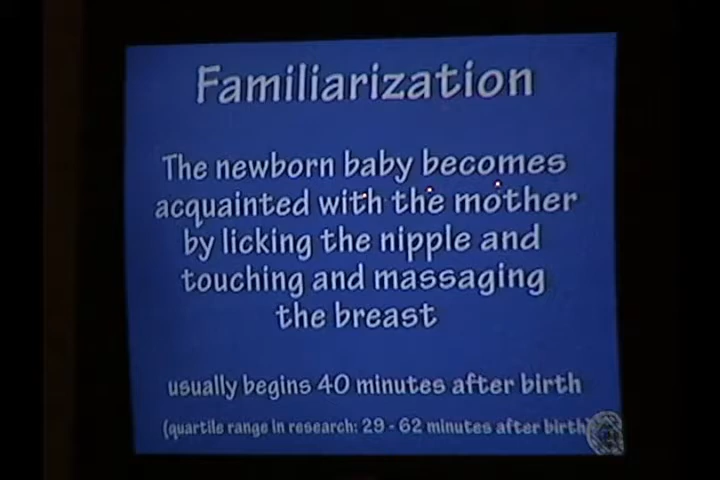 Familiarization
The newborn baby becomes
acquainted with the mother
by licking the nipple and
touching and massaging
the breast
usually begins 40 minutes after birth
(quartile range in research: 29 - 62 minutes after birth)